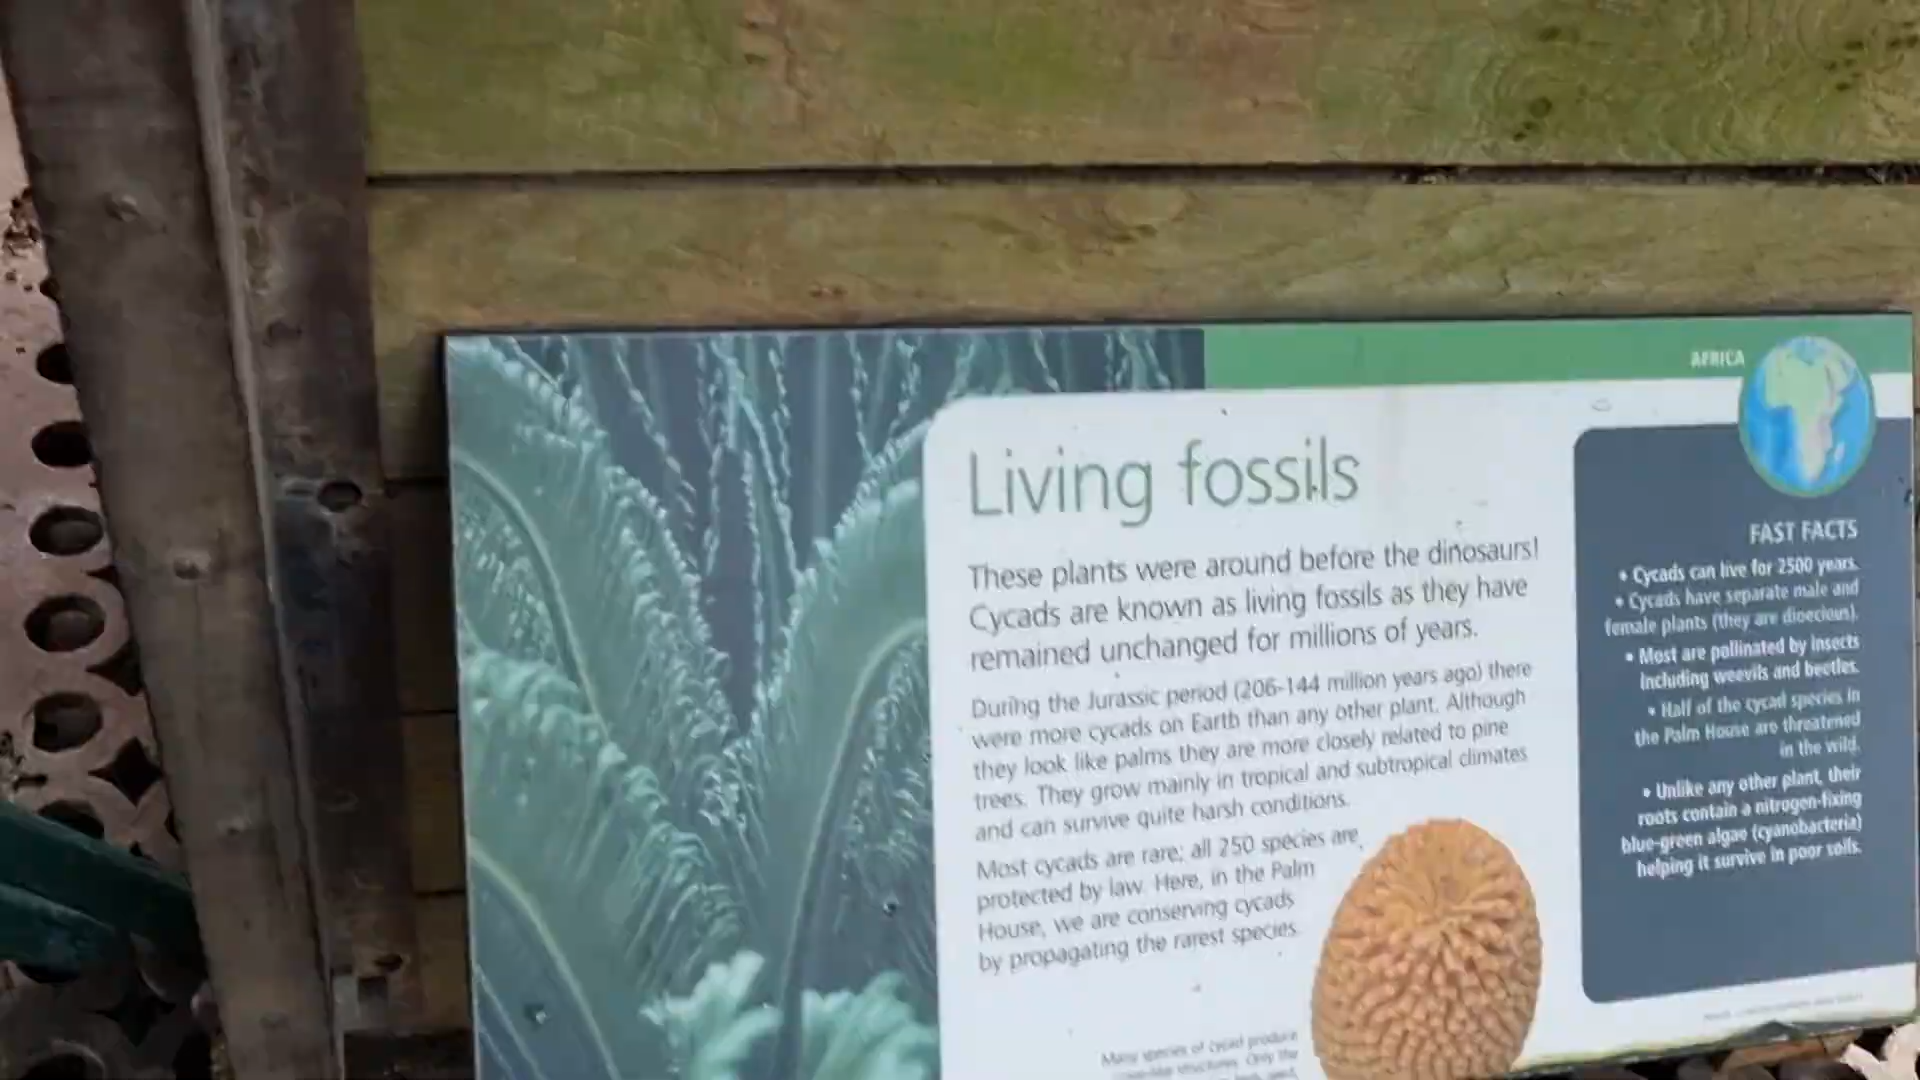 AFRICA
Living fossils
These plants were around before the dinosaurs!
Cycads are known as living fossils as they have
remained unchanged for millions of years.
During the Jurassic period (206-144 million years ago) there
were more cycads on Earth than any other plant. Although
they look like palms they are more closely related to pine
trees. They grow mainly in tropical and subtropical climates
and can survive quite harsh conditions.
Most cycads are rare; all 250 species are
protected by law. Here, in the Palm
House, we are conserving cycads
by propagating the rarest species.
Many species of cycad produce
structures. Only the
FAST FACTS
• Cycads can live for 2500 years.
• Cycads have separate male and
female plants (they are dioecious).
• Most are pollinated by insects
including weevils and beetles.
• Half of the cycad species in
the Palm House are threatened
in the wild.
• Unlike any other plant, their
roots contain a nitrogen-fixing
blue-green algae (cyanobacteria)
helping it survive in poor soils.